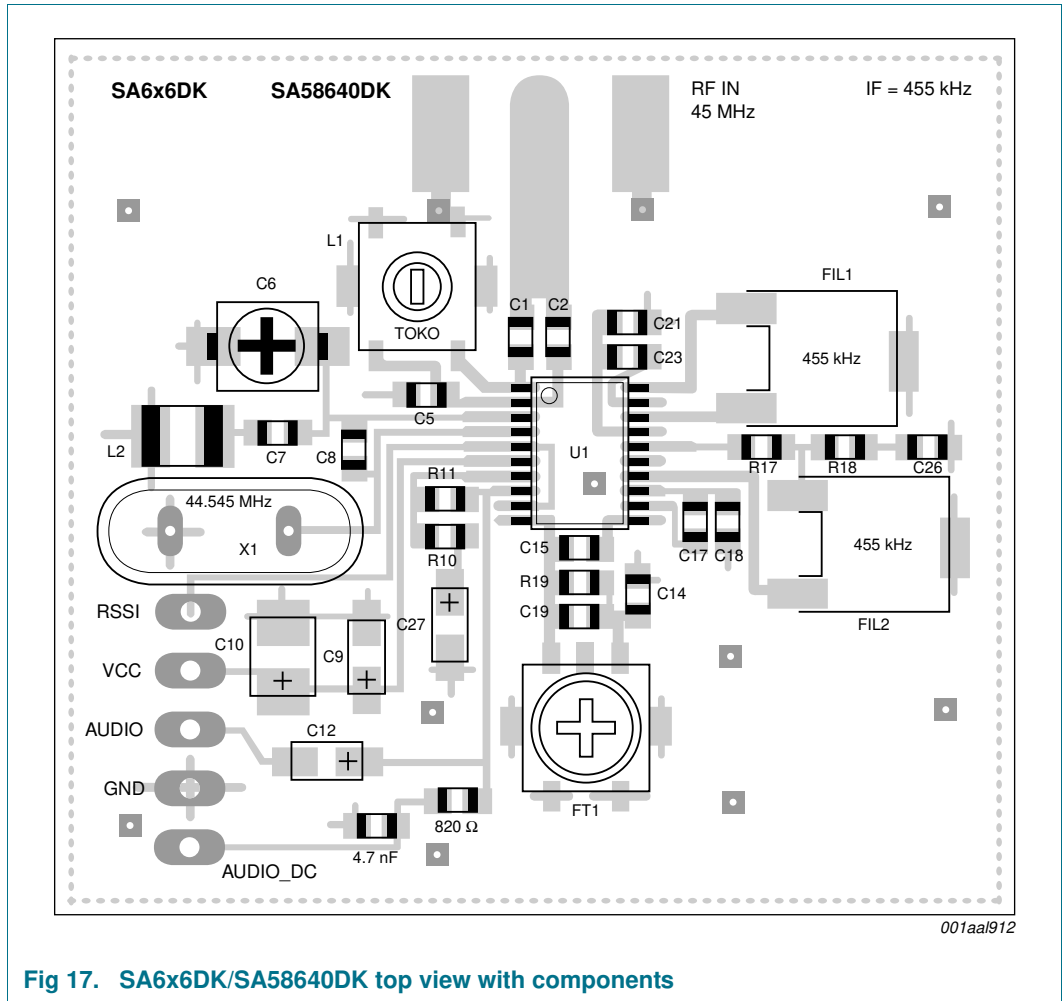 SA6x6DK SA58640DK RF IN IF = 455 kHz
45 MHz
L1
C6
FIL1
C1 C2
C21
TOKO
C23
455 kHz
C5
L2
C7
C8
U1
R17 R18 C26
R11
44.545 MHz
X1
R10
C15
C17 C18
455 kHz
R19
C14
RSSI
C19
C27
FIL2
C10
C9
VCC
AUDIO
C12
GND
FT1
820 Ω
4.7 nF
AUDIO_DC
001aal912
Fig 17. SA6x6DK/SA58640DK top view with components